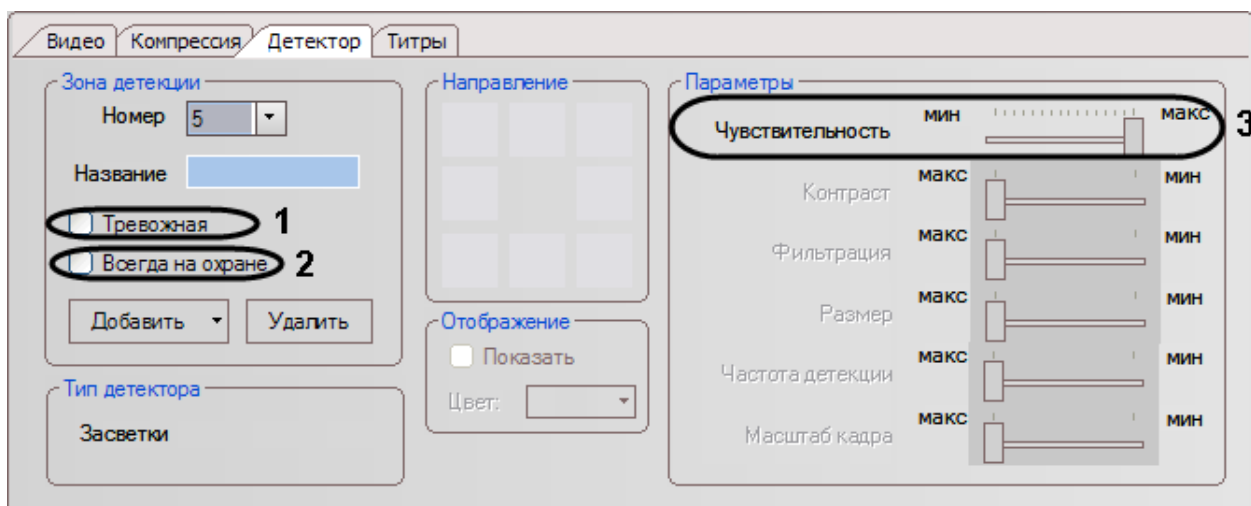 Видео Компрессия Детектор Титры
Зона детекции
Номер 5
Название
Тревожная 1
Всегда на охране 2
Добавить Удалить
Тип детектора
Засветки
Направление
Отображение
Показать
Цвет:
Параметры
Чувствительность мин макс 3
Контраст макс мин
Фильтрация макс мин
Размер макс мин
Частота детекции макс мин
Масштаб кадра макс мин